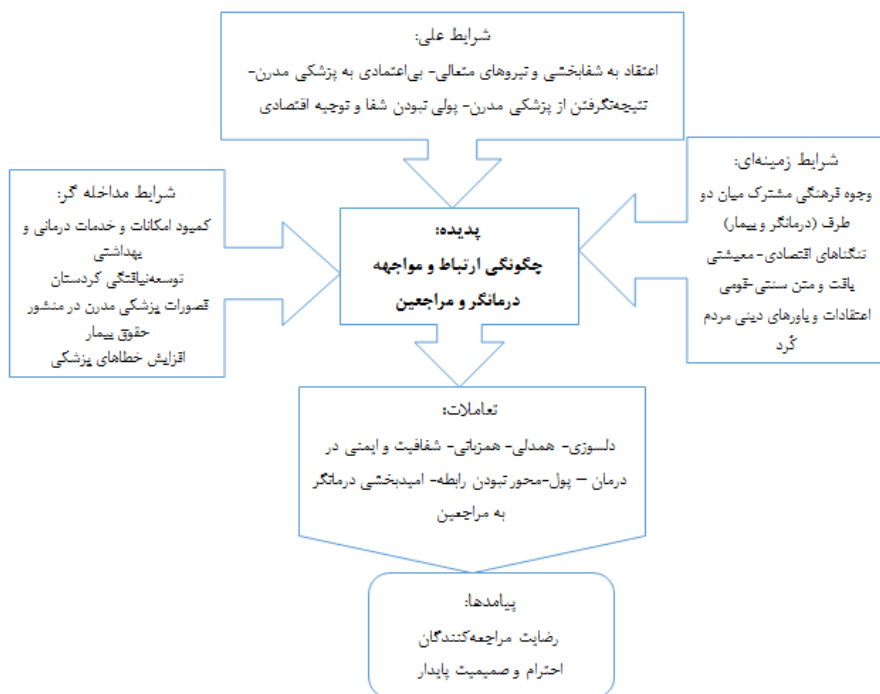 شرایط علی:
اعتقاد به شفابخشی و نیروهای متعالی- بی‌اعتمادی به پزشکی مدرن-
نتیجه‌نگرفتن از پزشکی مدرن- پولی نبودن شفا و توجیه اقتصادی
شرایط زمینه‌ای:
وجوه فرهنگی مشترک میان دو
طرف (درمانگر و بیمار)
تنگناهای اقتصادی- معیشتی
بافت و متن سنتی-قومی
اعتقادات و باورهای دینی مردم
کُرد
شرایط مداخله گر:
کمبود امکانات و خدمات درمانی و
بهداشتی
توسعه‌نیافتگی کردستان
قصورات پزشکی مدرن در منشور
حقوق بیمار
افزایش خطاهای پزشکی
پدیده:
چگونگی ارتباط و مواجهه
درمانگر و مراجعین
تعاملات:
دلسوزی- همدلی- همزبانی- شفافیت و ایمنی در
درمان – پول-محور نبودن رابطه- امیدبخشی درمانگر
به مراجعین
پیامدها:
رضایت مراجعه‌کنندگان
احترام و صمیمیت پایدار